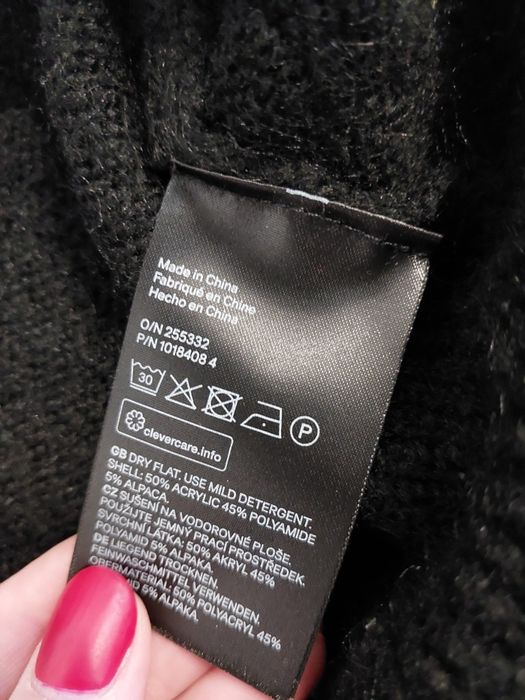 Made in China
Fabriqué en Chine
Hecho en China
O/N 255332
P/N 1018408 4
30
P
clevercare.info
GB DRY FLAT. USE MILD DETERGENT.
SHELL: 50% ACRYLIC 45% POLYAMIDE
5% ALPACA.
CZ SUŠENÍ NA VODOROVNÉ PLOŠE.
POUŽIJTE JEMNÝ PRACÍ PROSTŘEDEK.
SVRCHNÍ LÁTKA: 50% AKRYL 45%
POLYAMID 5% ALPAKA.
DE LIEGEND TROCKNEN.
FEINWASCHMITTEL VERWENDEN.
OBERMATERIAL: 50% POLYACRYL 45%
5% ALPAKA.